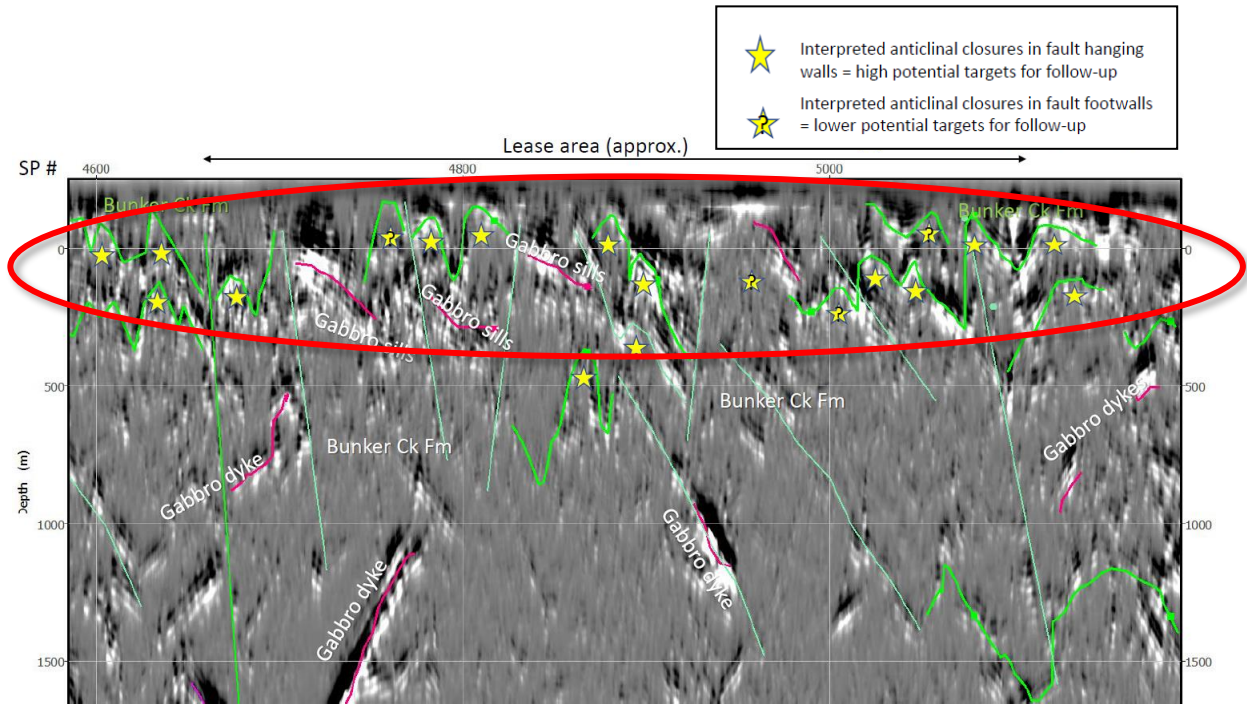 Interpreted anticlinal closures in fault hanging
walls = high potential targets for follow-up
?
Interpreted anticlinal closures in fault footwalls
= lower potential targets for follow-up
Lease area (approx.)
SP #
4600
4800
5000
Bunker Ck Fm
Bunker Ck Fm
?
?
0
0
Gabbro sills
?
Gabbro sills
?
Gabbro sills
500
500
Bunker Ck Fm
Gabbro dykes
Bunker Ck Fm
Depth (m)
Gabbro dyke
1000
1000
Gabbro dyke
Gabbro dyke
1500
1500